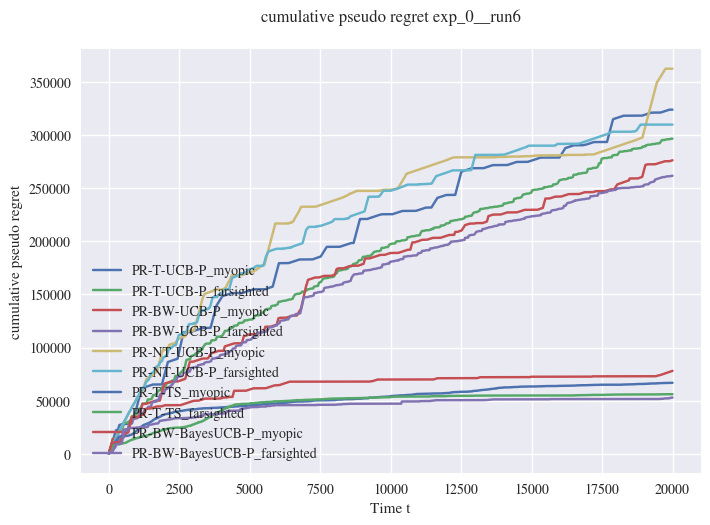 cumulative pseudo regret exp_0__run6
cumulative pseudo regret
350000
300000
250000
200000
150000
100000
50000
0
PR-T-UCB-P_myopic
PR-T-UCB-P_farsighted
PR-BW-UCB-P_myopic
PR-BW-UCB-P_farsighted
PR-NT-UCB-P_myopic
PR-NT-UCB-P_farsighted
PR-T-TS_myopic
PR-T-TS_farsighted
PR-BW-BayesUCB-P_myopic
PR-BW-BayesUCB-P_farsighted
0 2500 5000 7500 10000 12500 15000 17500 20000
Time t